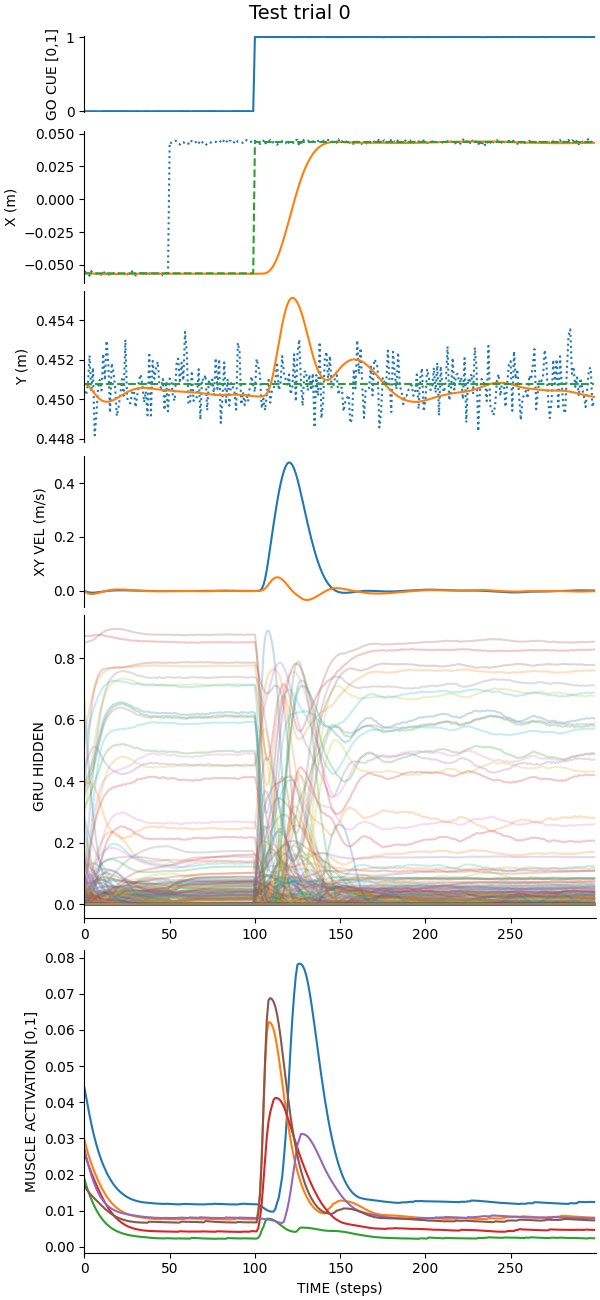 Test trial 0
GO CUE [0,1]
1
0
X (m)
0.050
0.025
0.000
−0.025
−0.050
Y (m)
0.454
0.452
0.450
0.448
XY VEL (m/s)
0.4
0.2
0.0
GRU HIDDEN
0.8
0.6
0.4
0.2
0.0
0 50 100 150 200 250
MUSCLE ACTIVATION [0,1]
0.08
0.07
0.06
0.05
0.04
0.03
0.02
0.01
0.00
0 50 100 150 200 250
TIME (steps)